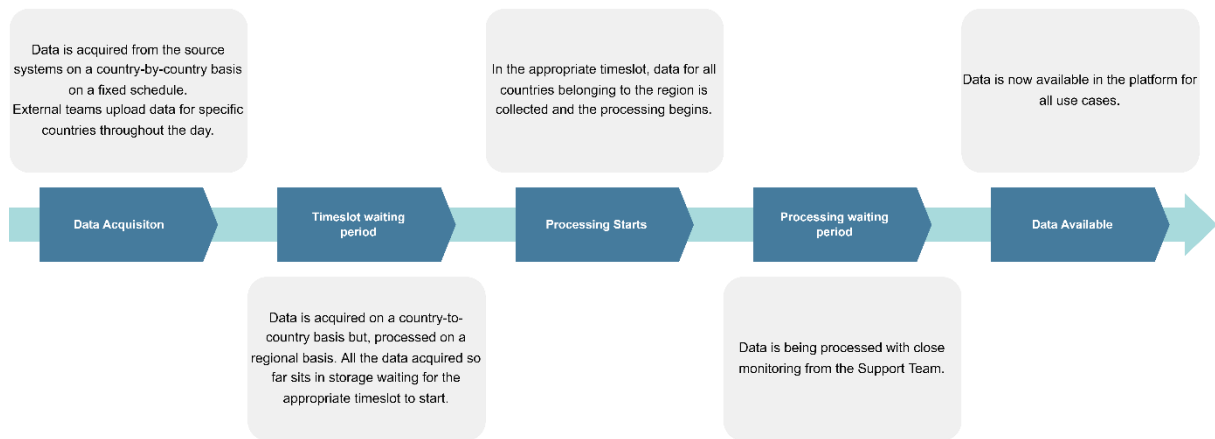 Data is acquired from the source
systems on a country-by-country basis
on a fixed schedule.
External teams upload data for specific
countries throughout the day.
In the appropriate timeslot, data for all
countries belonging to the region is
collected and the processing begins.
Data is now available in the platform for
all use cases.
Data Acquisiton
Timeslot waiting
period
Processing Starts
Processing waiting
period
Data Available
Data is acquired on a country-to-
country basis but, processed on a
regional basis. All the data acquired so
far sits in storage waiting for the
appropriate timeslot to start.
Data is being processed with close
monitoring from the Support Team.